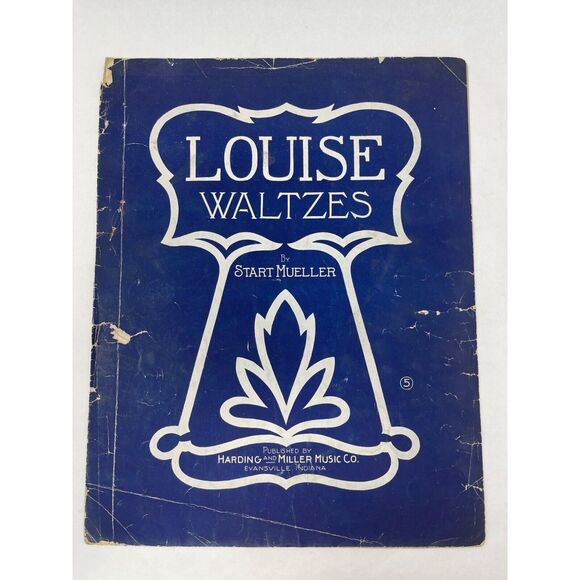 LOUISE
WALTZES
BY
START MUELLER
5
PUBLISHED BY
HARDING AND MILLER MUSIC CO.
EVANSVILLE, INDIANA